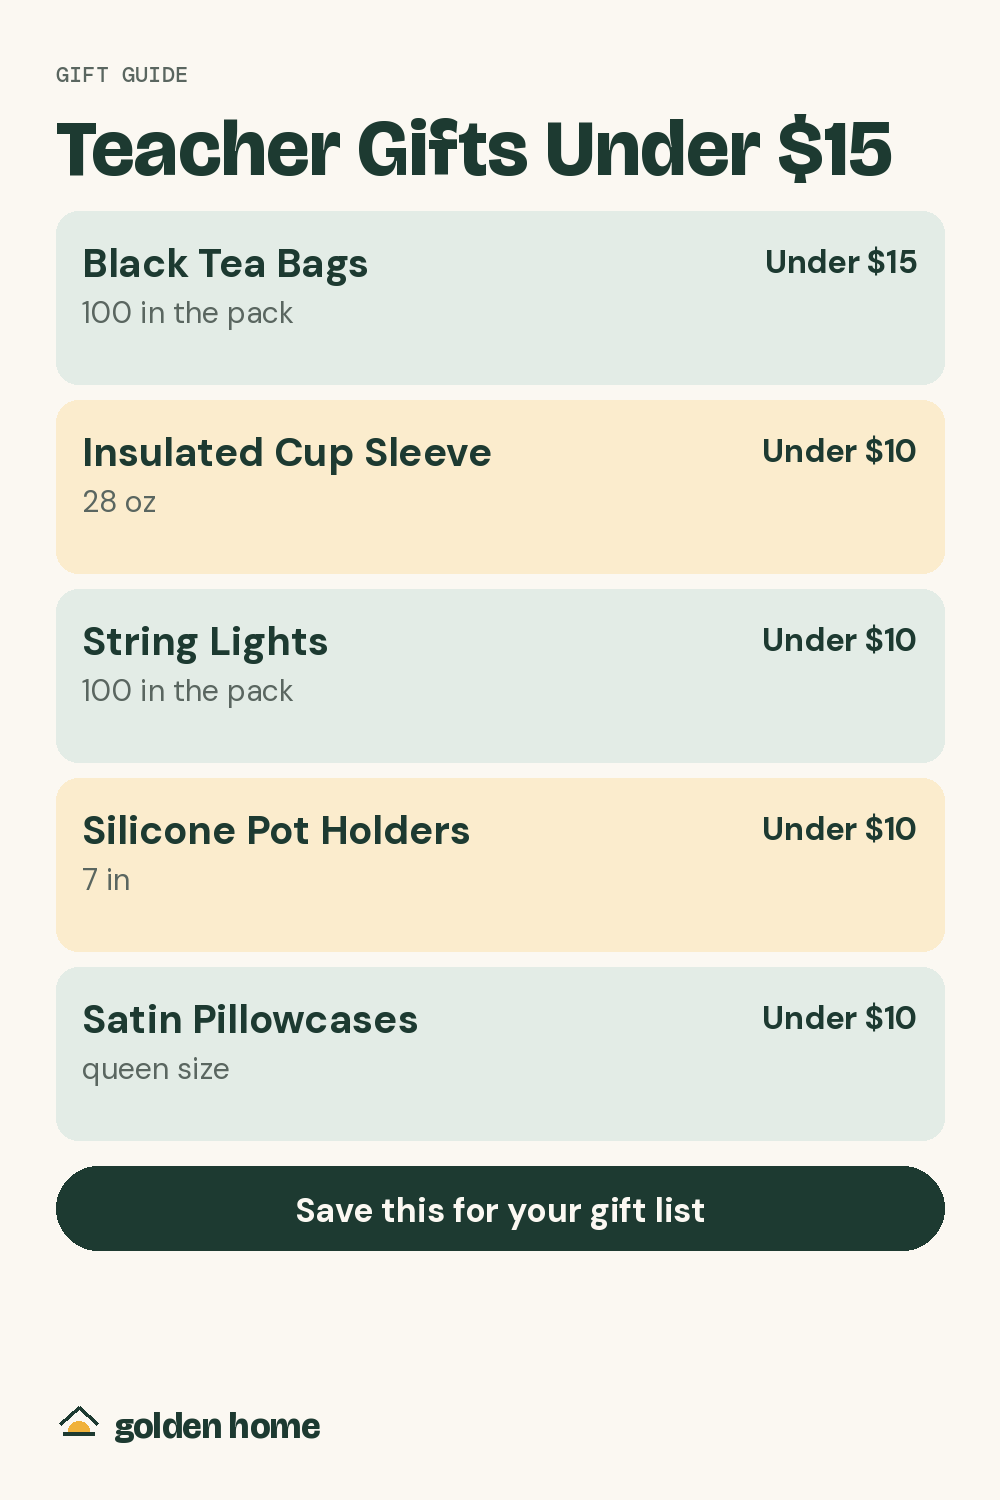 GIFT GUIDE
Teacher Gifts Under $15
Black Tea Bags
Under $15
100 in the pack
Insulated Cup Sleeve
Under $10
28 oz
String Lights
Under $10
100 in the pack
Silicone Pot Holders
Under $10
7 in
Satin Pillowcases
Under $10
queen size
Save this for your gift list
golden home